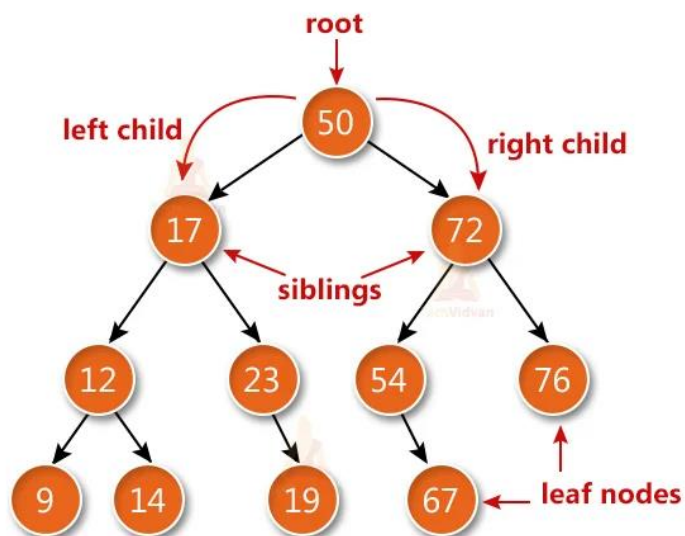 root
50
left child
right child
17
72
siblings
TechVidvan
12
23
54
76
9
14
19
67
leaf nodes